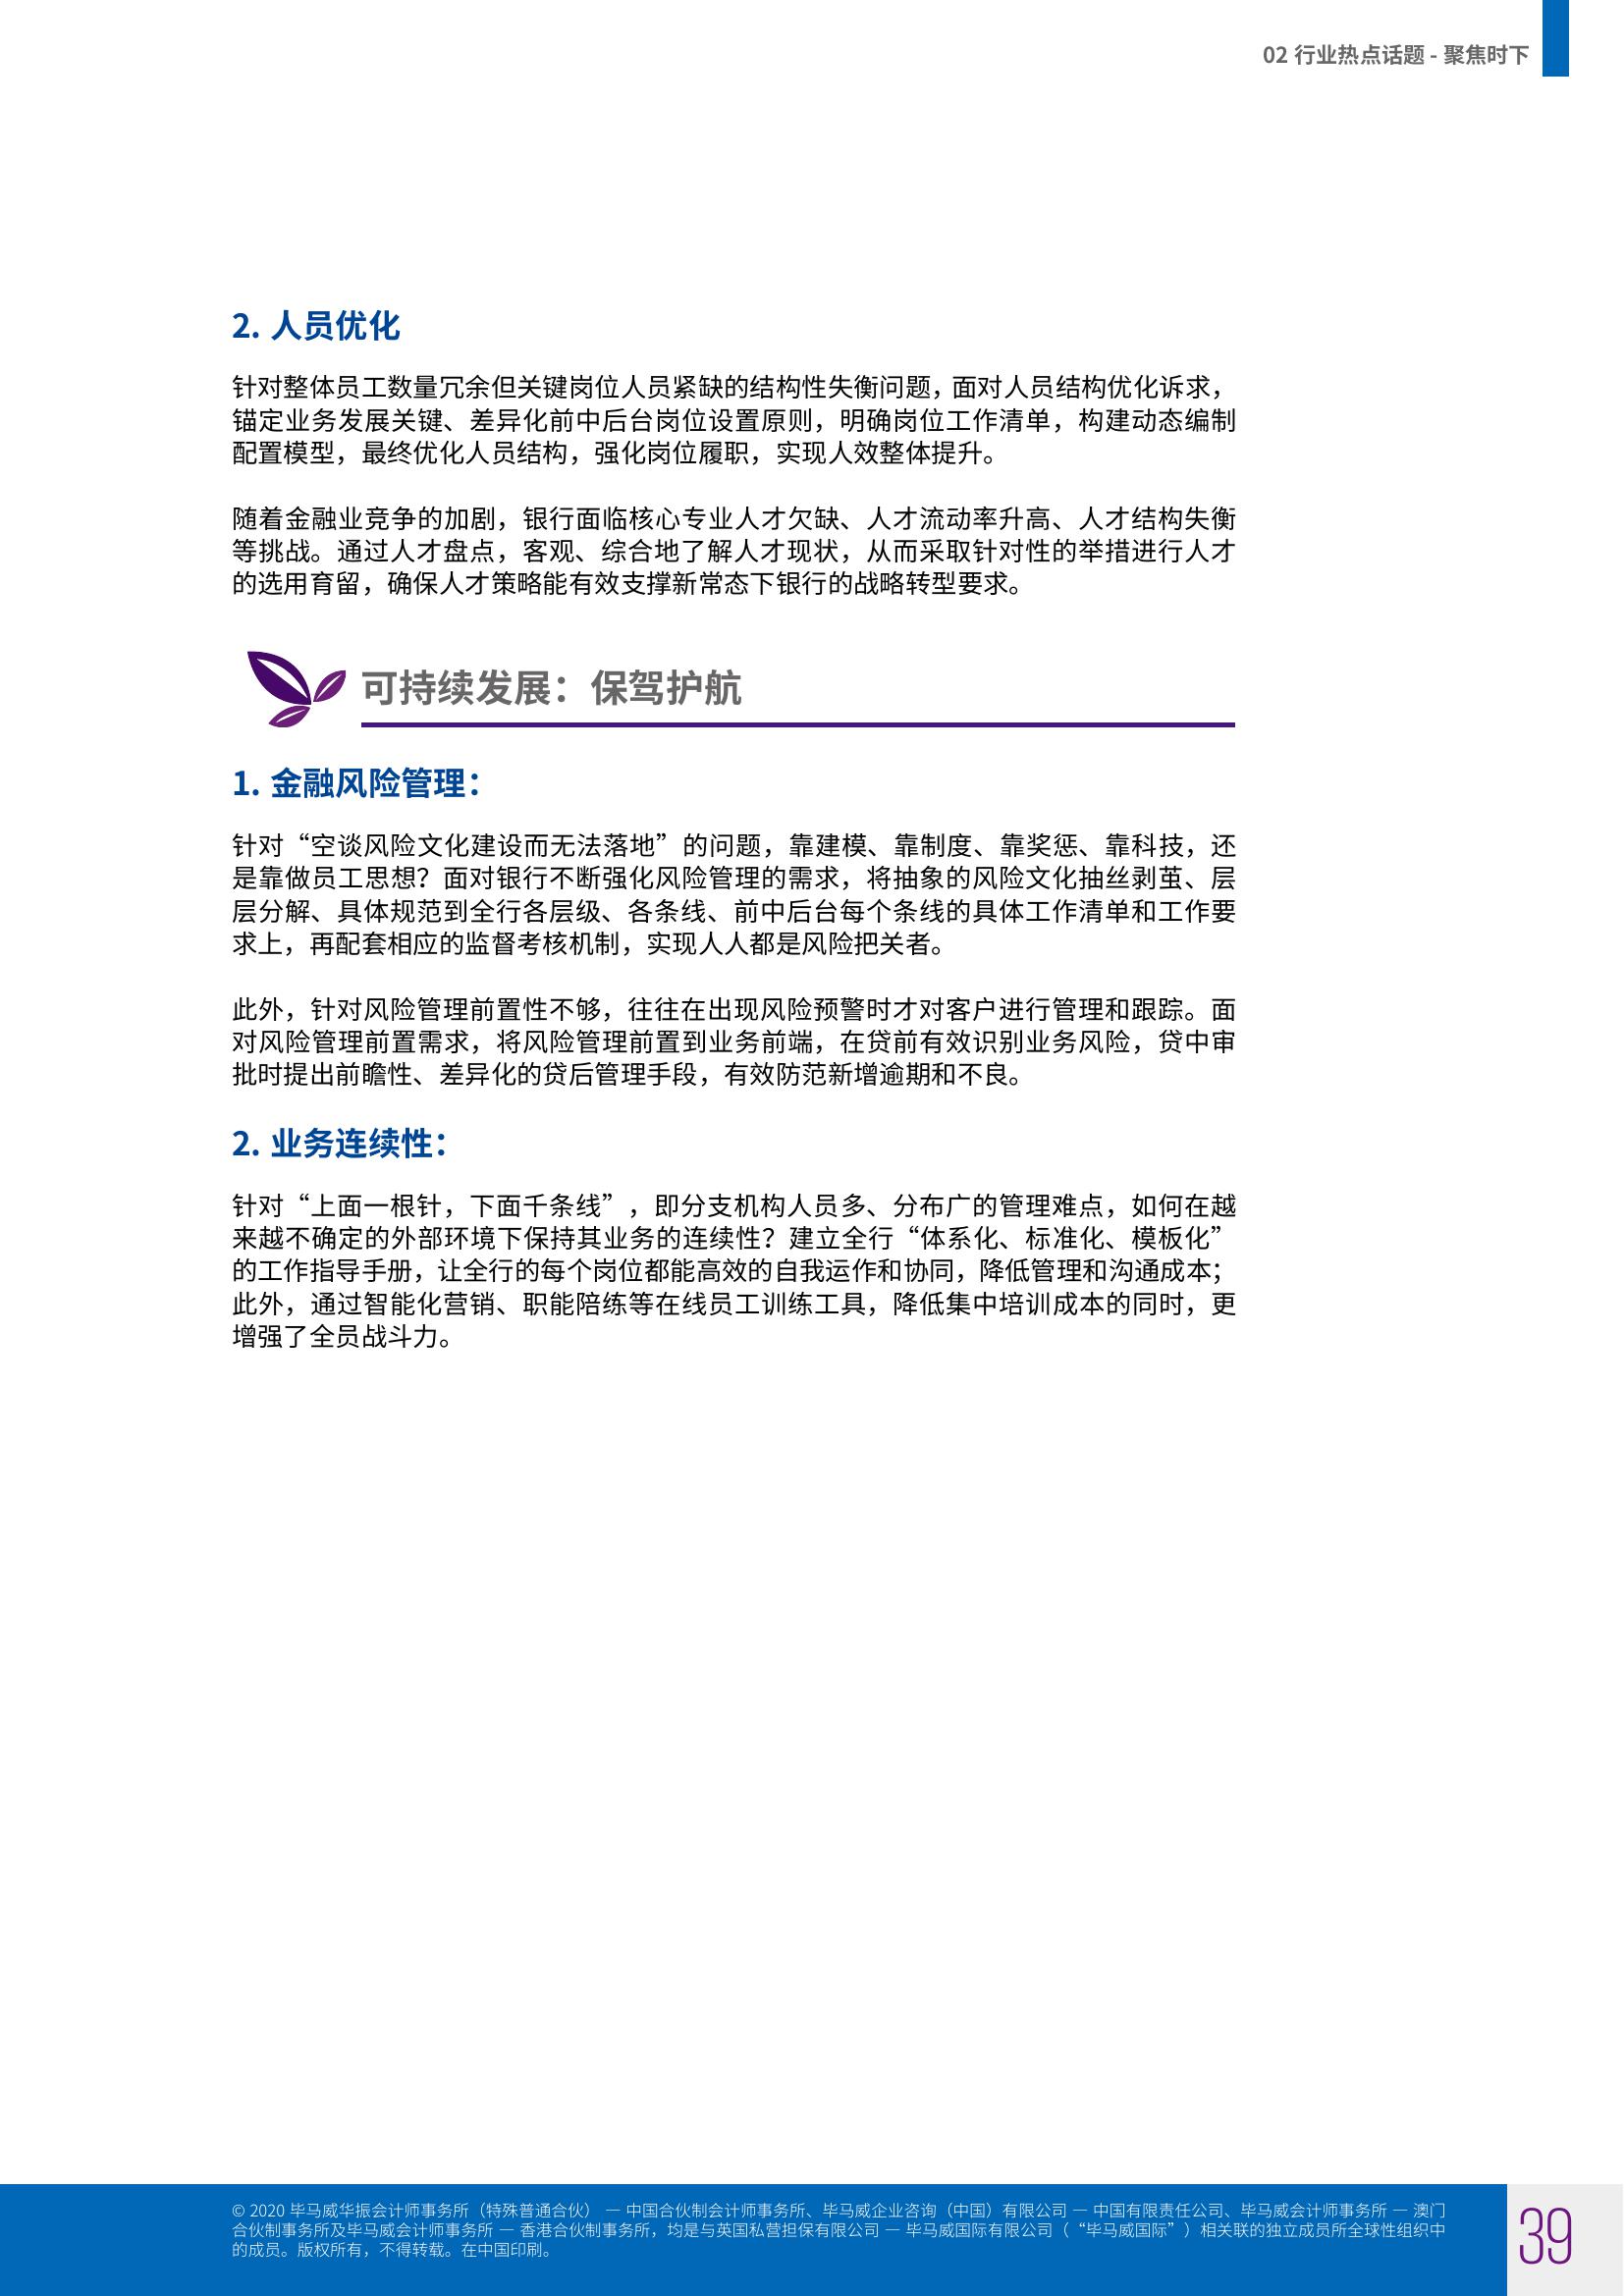 02 行业热点话题 - 聚焦时下
2. 人员优化
针对整体员工数量冗余但关键岗位人员紧缺的结构性失衡问题，面对人员结构优化诉求，
锚定业务发展关键、差异化前中后台岗位设置原则，明确岗位工作清单，构建动态编制
配置模型，最终优化人员结构，强化岗位履职，实现人效整体提升。
随着金融业竞争的加剧，银行面临核心专业人才欠缺、人才流动率升高、人才结构失衡
等挑战。通过人才盘点，客观、综合地了解人才现状，从而采取针对性的举措进行人才
的选用育留，确保人才策略能有效支撑新常态下银行的战略转型要求。
可持续发展：保驾护航
1. 金融风险管理：
针对“空谈风险文化建设而无法落地”的问题，靠建模、靠制度、靠奖惩、靠科技，还
是靠做员工思想？面对银行不断强化风险管理的需求，将抽象的风险文化抽丝剥茧、层
层分解、具体规范到全行各层级、各条线、前中后台每个条线的具体工作清单和工作要
求上，再配套相应的监督考核机制，实现人人都是风险把关者。
此外，针对风险管理前置性不够，往往在出现风险预警时才对客户进行管理和跟踪。面
对风险管理前置需求，将风险管理前置到业务前端，在贷前有效识别业务风险，贷中审
批时提出前瞻性、差异化的贷后管理手段，有效防范新增逾期和不良。
2. 业务连续性：
针对“上面一根针，下面千条线”，即分支机构人员多、分布广的管理难点，如何在越
来越不确定的外部环境下保持其业务的连续性？建立全行“体系化、标准化、模板化”
的工作指导手册，让全行的每个岗位都能高效的自我运作和协同，降低管理和沟通成本；
此外，通过智能化营销、职能陪练等在线员工训练工具，降低集中培训成本的同时，更
增强了全员战斗力。
© 2020 毕马威华振会计师事务所（特殊普通合伙） — 中国合伙制会计师事务所、毕马威企业咨询（中国）有限公司 — 中国有限责任公司、毕马威会计师事务所 — 澳门
合伙制事务所及毕马威会计师事务所 — 香港合伙制事务所，均是与英国私营担保有限公司 — 毕马威国际有限公司（“毕马威国际”）相关联的独立成员所全球性组织中
的成员。版权所有，不得转载。在中国印刷。
39